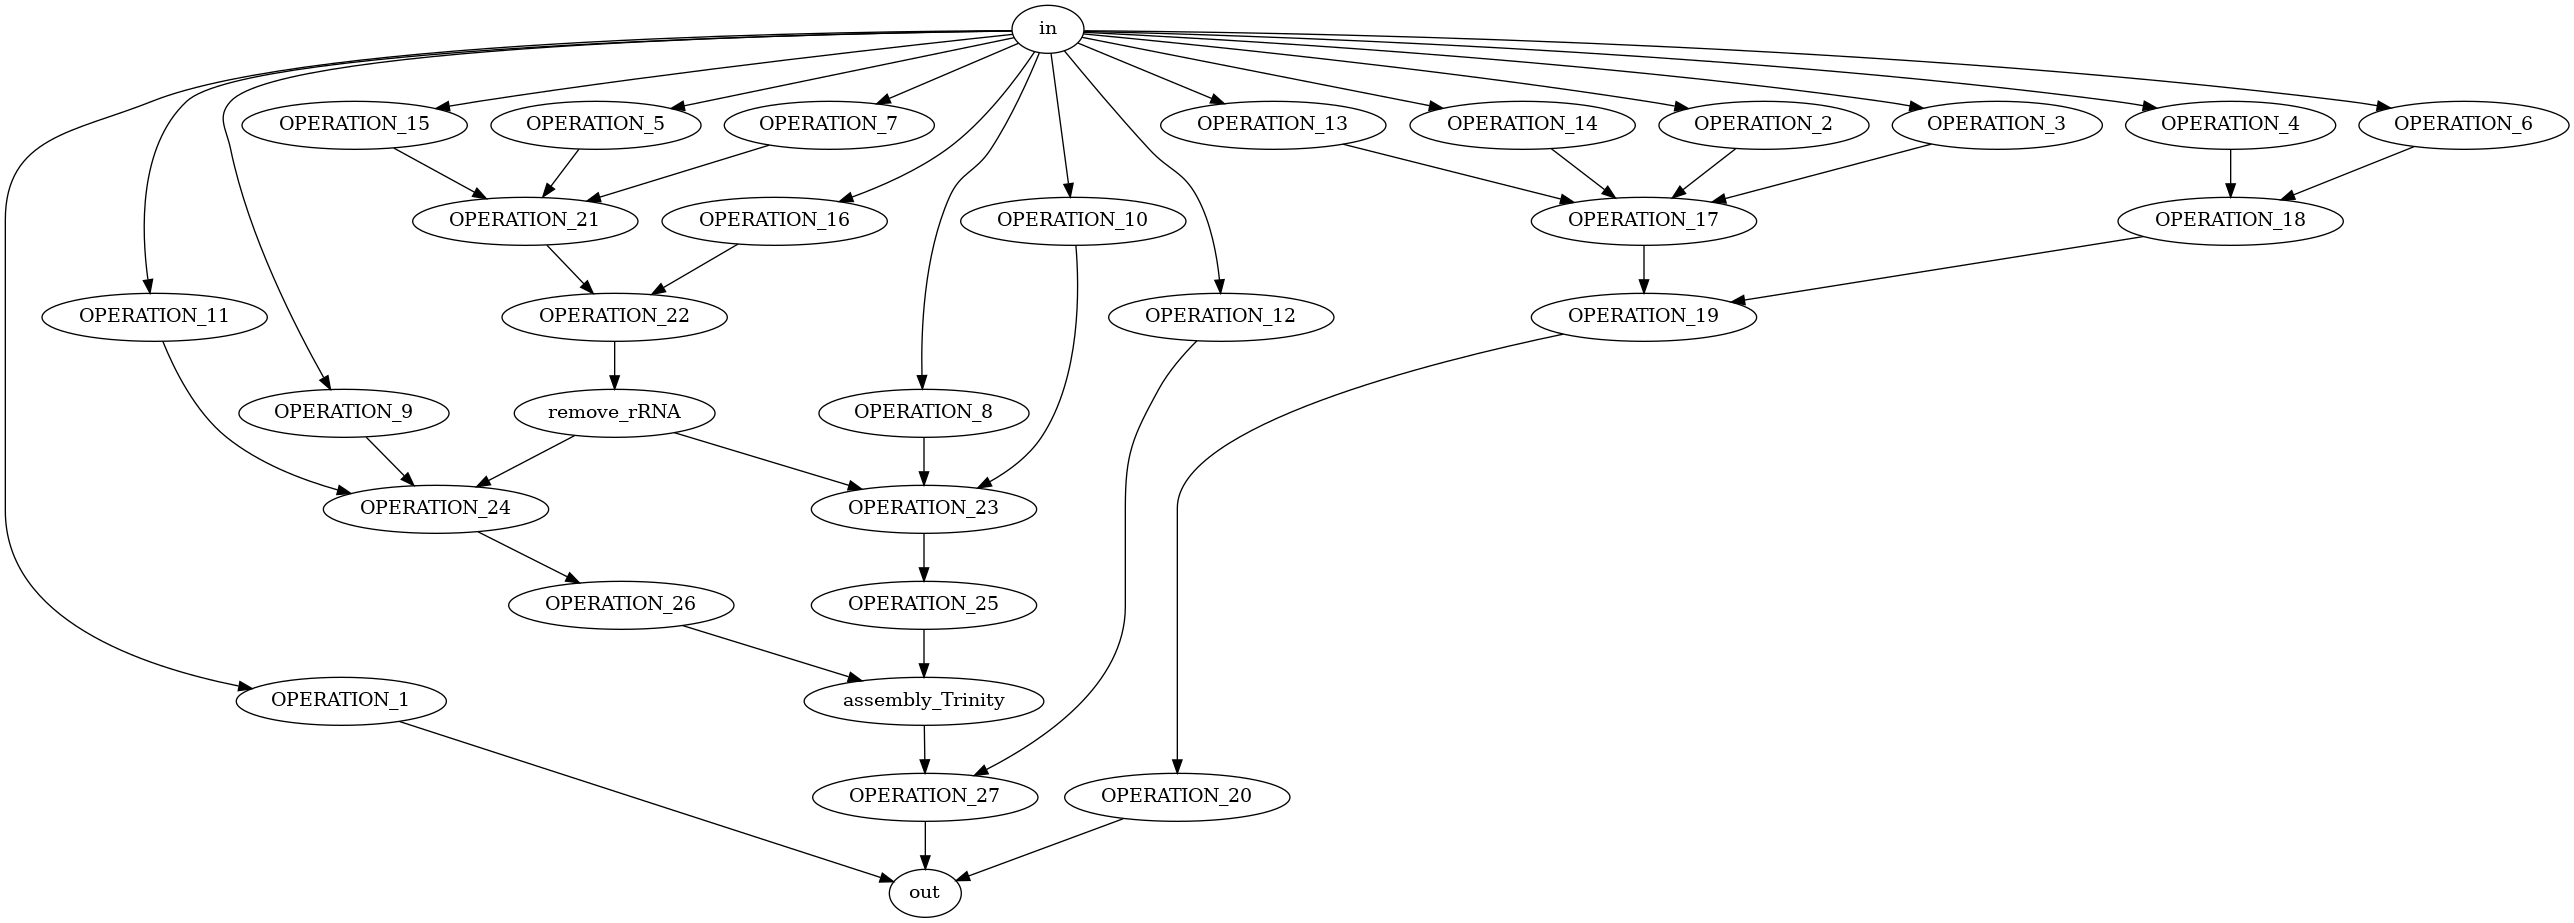 in
OPERATION_15
OPERATION_5
OPERATION_7
OPERATION_13
OPERATION_14
OPERATION_2
OPERATION_3
OPERATION_4
OPERATION_6
OPERATION_21
OPERATION_16
OPERATION_10
OPERATION_17
OPERATION_18
OPERATION_11
OPERATION_22
OPERATION_12
OPERATION_19
OPERATION_9
remove_rRNA
OPERATION_8
OPERATION_24
OPERATION_23
OPERATION_26
OPERATION_25
OPERATION_1
assembly_Trinity
OPERATION_27
OPERATION_20
out